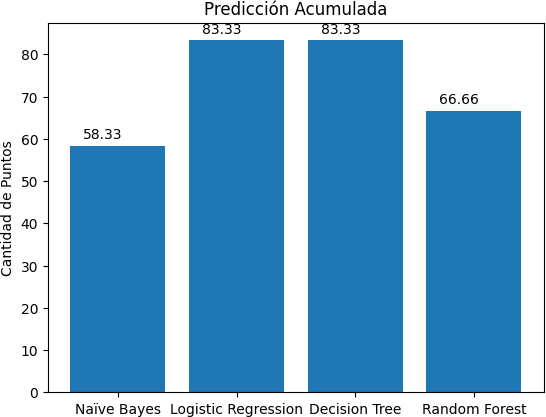 Predicción Acumulada
83.33
83.33
66.66
58.33
Cantidad de Puntos
80
70
60
50
40
30
20
10
0
Naïve Bayes
Logistic Regression
Decision Tree
Random Forest